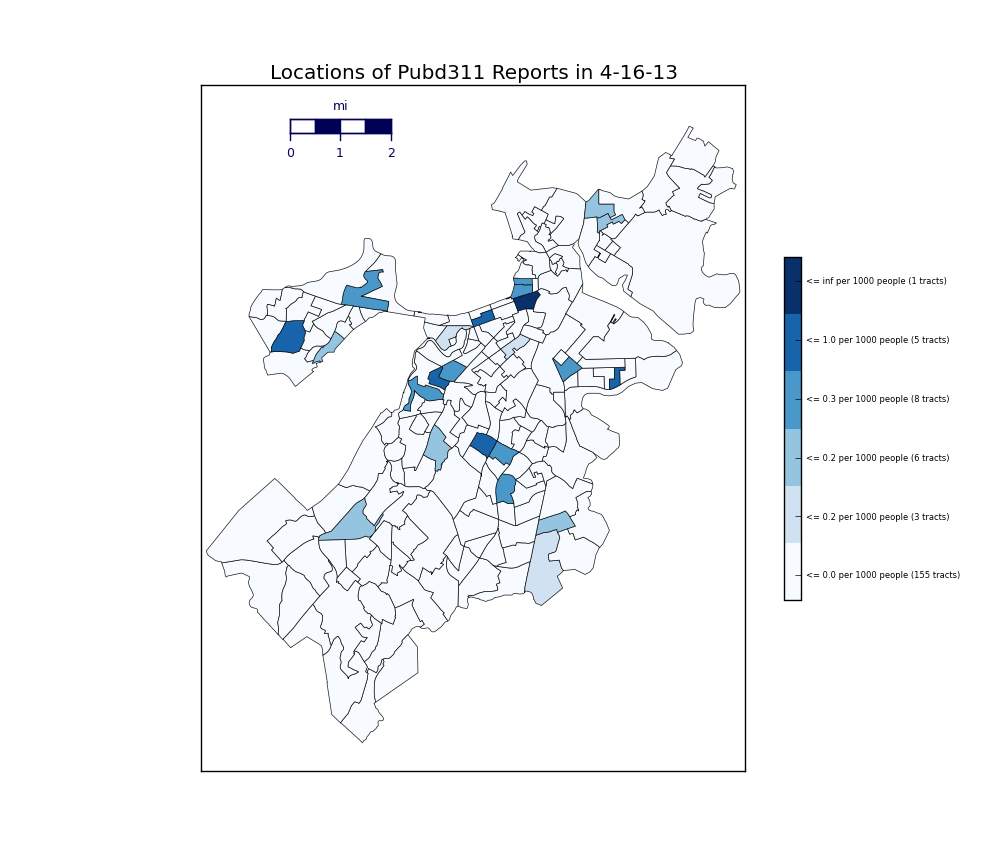 Locations of Pubd311 Reports in 4-16-13
mi
0 1 2
<= inf per 1000 people (1 tracts)
<= 1.0 per 1000 people (5 tracts)
<= 0.3 per 1000 people (8 tracts)
<= 0.2 per 1000 people (6 tracts)
<= 0.2 per 1000 people (3 tracts)
<= 0.0 per 1000 people (155 tracts)